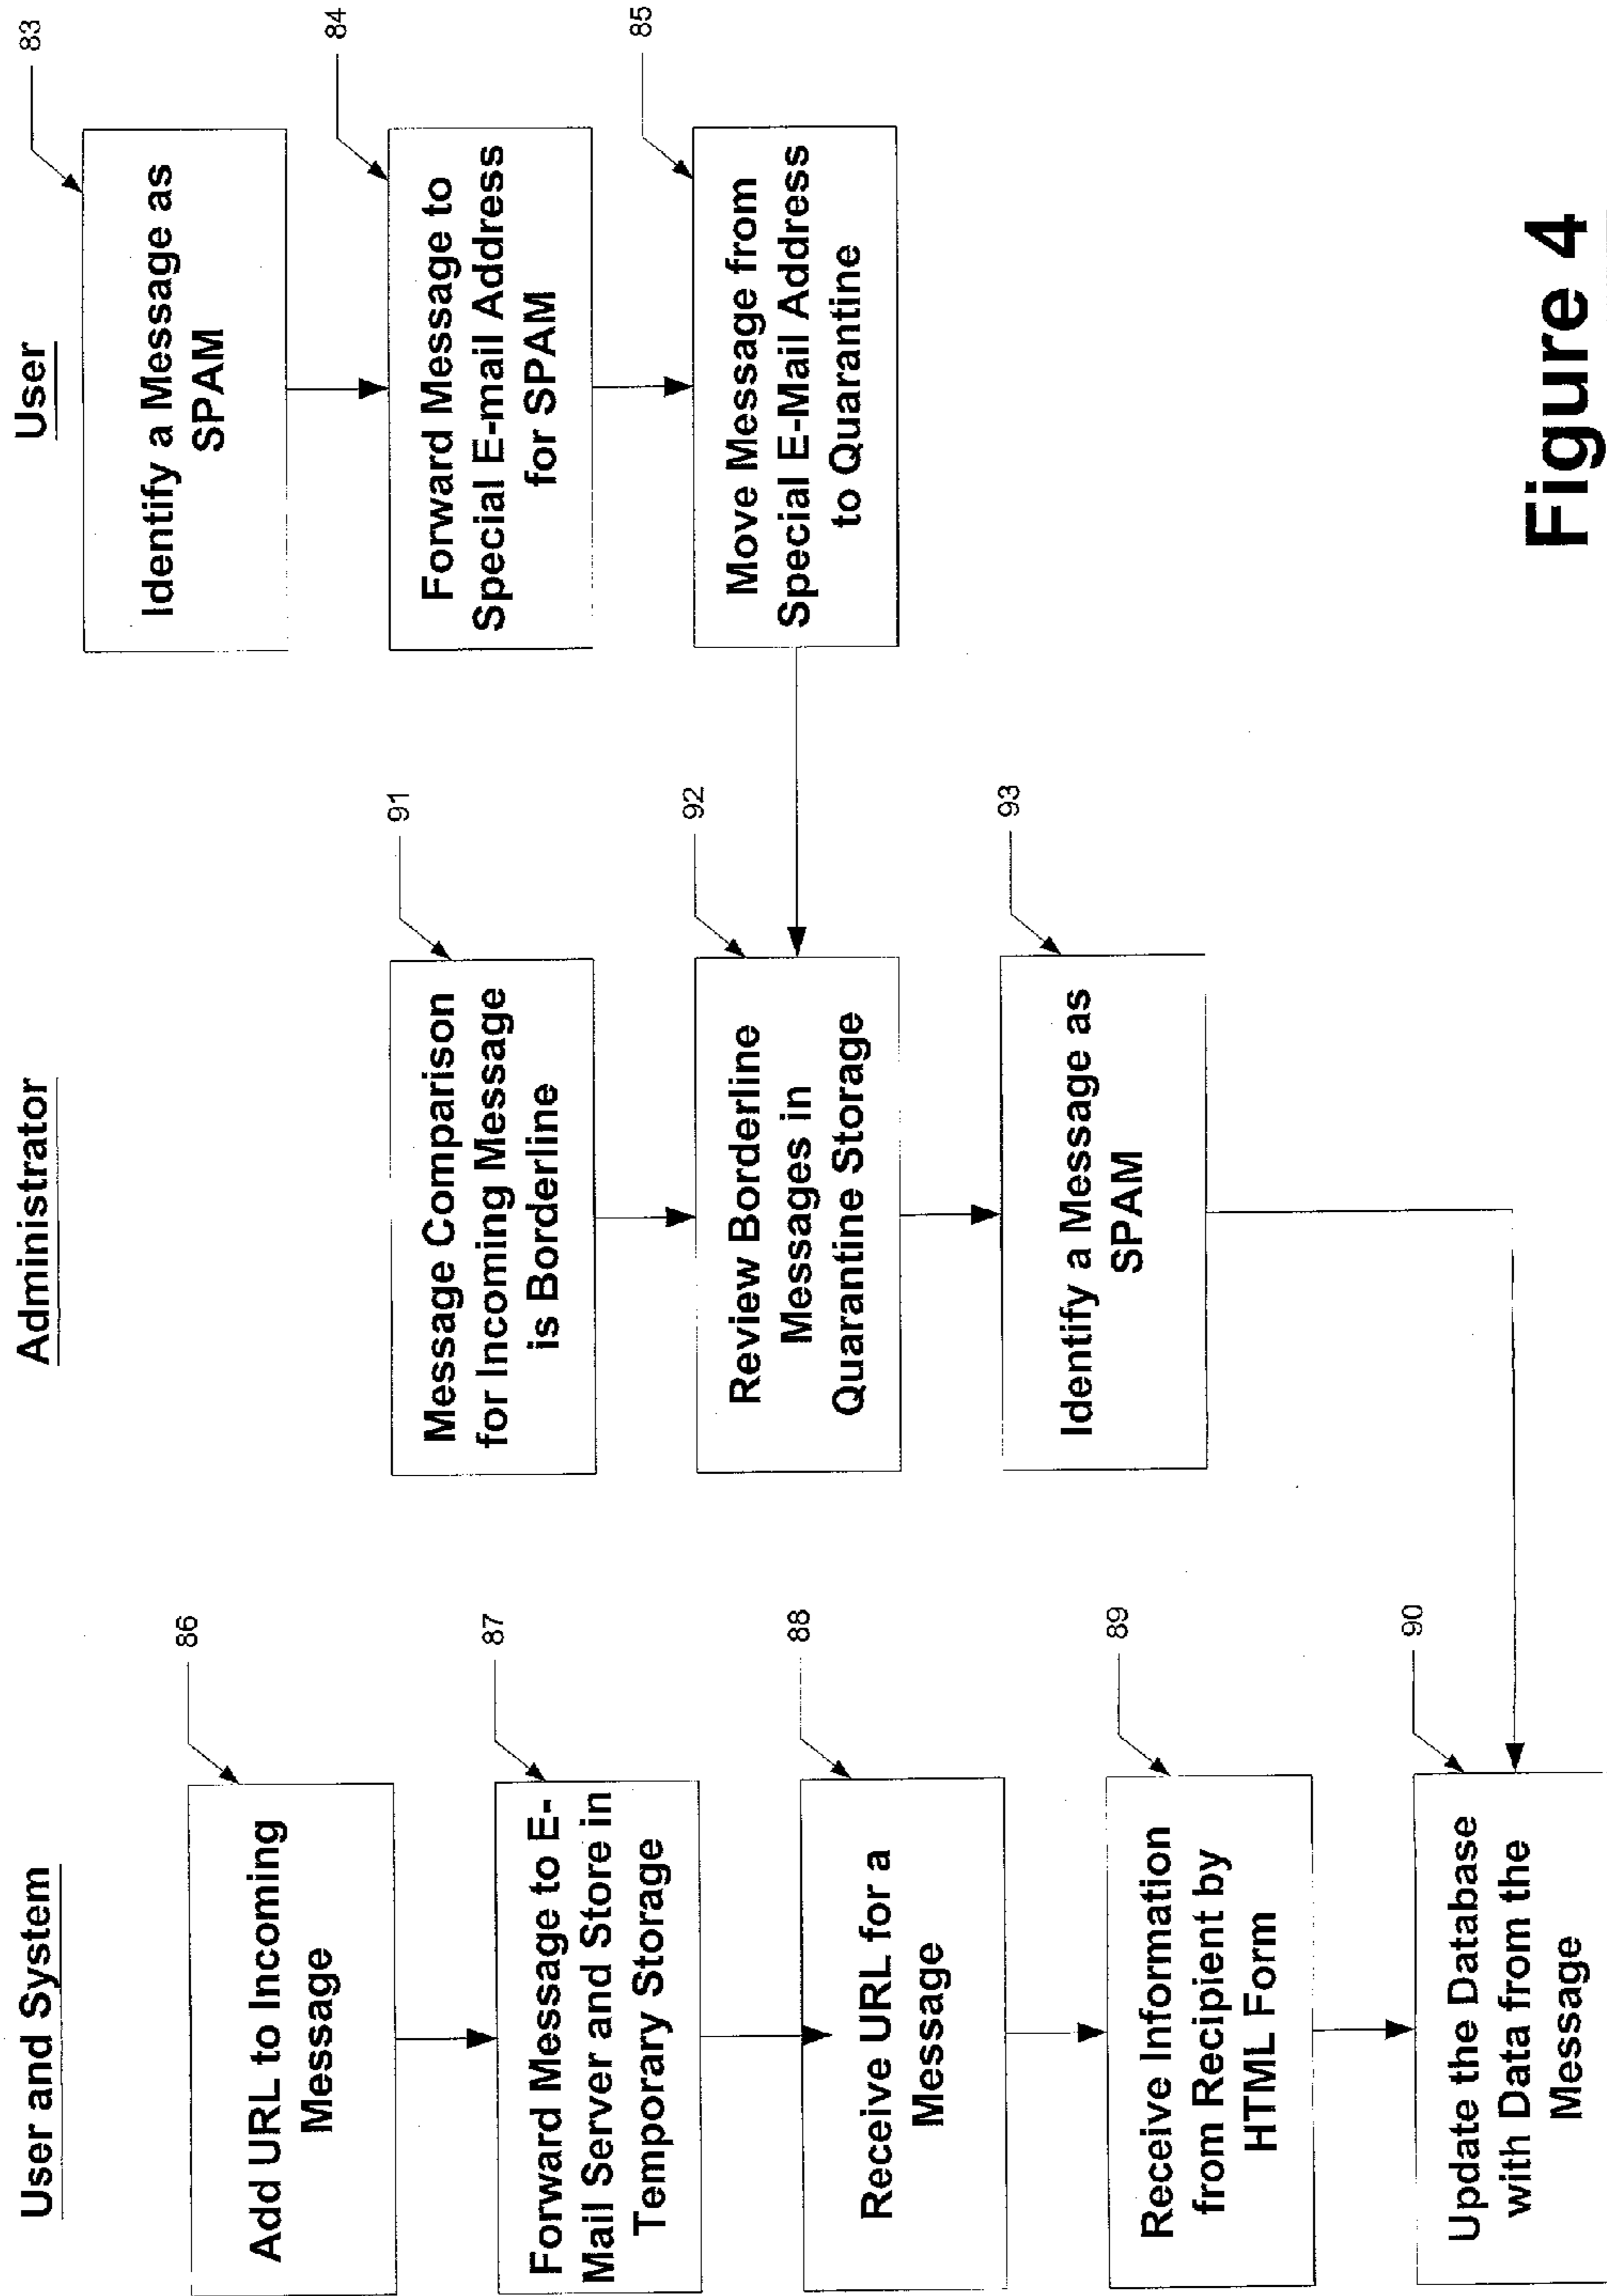 User and System
86
Add URL to Incoming
Message
87
Forward Message to E-
Mail Server and Store in
Temporary Storage
88
Receive URL for a
Message
89
Receive Information
from Recipient by
HTML Form
90
Update the Database
with Data from the
Message
Administrator
91
Message Comparison
for Incoming Message
is Borderline
92
Review Borderline
Messages in
Quarantine Storage
93
Identify a Message as
SPAM
User
83
Identify a Message as
SPAM
84
Forward Message to
Special E-mail Address
for SPAM
85
Move Message from
Special E-Mail Address
to Quarantine
Figure 4